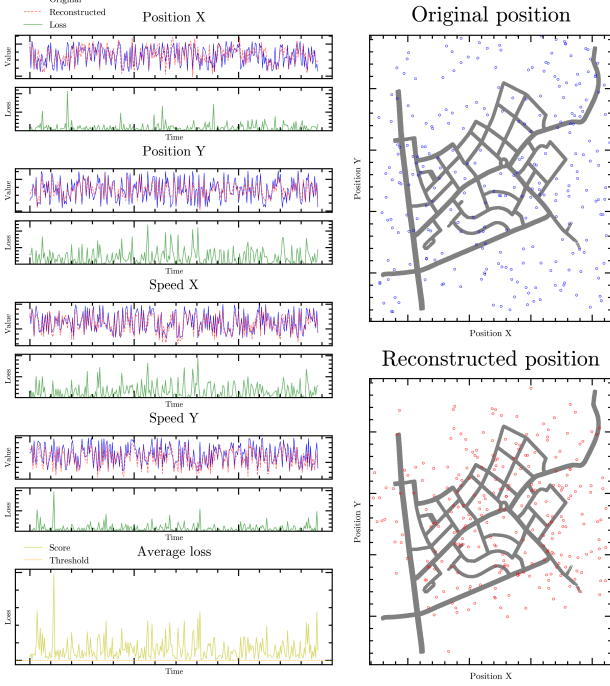 Original
Reconstructed
Loss
Position X
Value
Loss
Time
Position Y
Value
Loss
Time
Speed X
Value
Loss
Time
Speed Y
Value
Loss
Score
Threshold
Average loss
Loss
Time
Original position
Position Y
Position X
Reconstructed position
Position Y
Position X